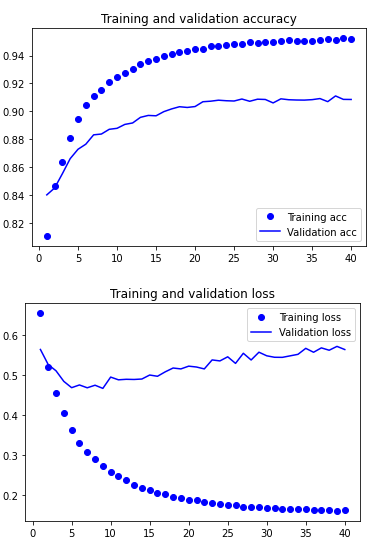 Training and validation accuracy
0.94
0.92
0.90
0.88
0.86
0.84
0.82
Training acc
Validation acc
0 5 10 15 20 25 30 35 40
Training and validation loss
0.6
0.5
0.4
0.3
0.2
Training loss
Validation loss
0 5 10 15 20 25 30 35 40